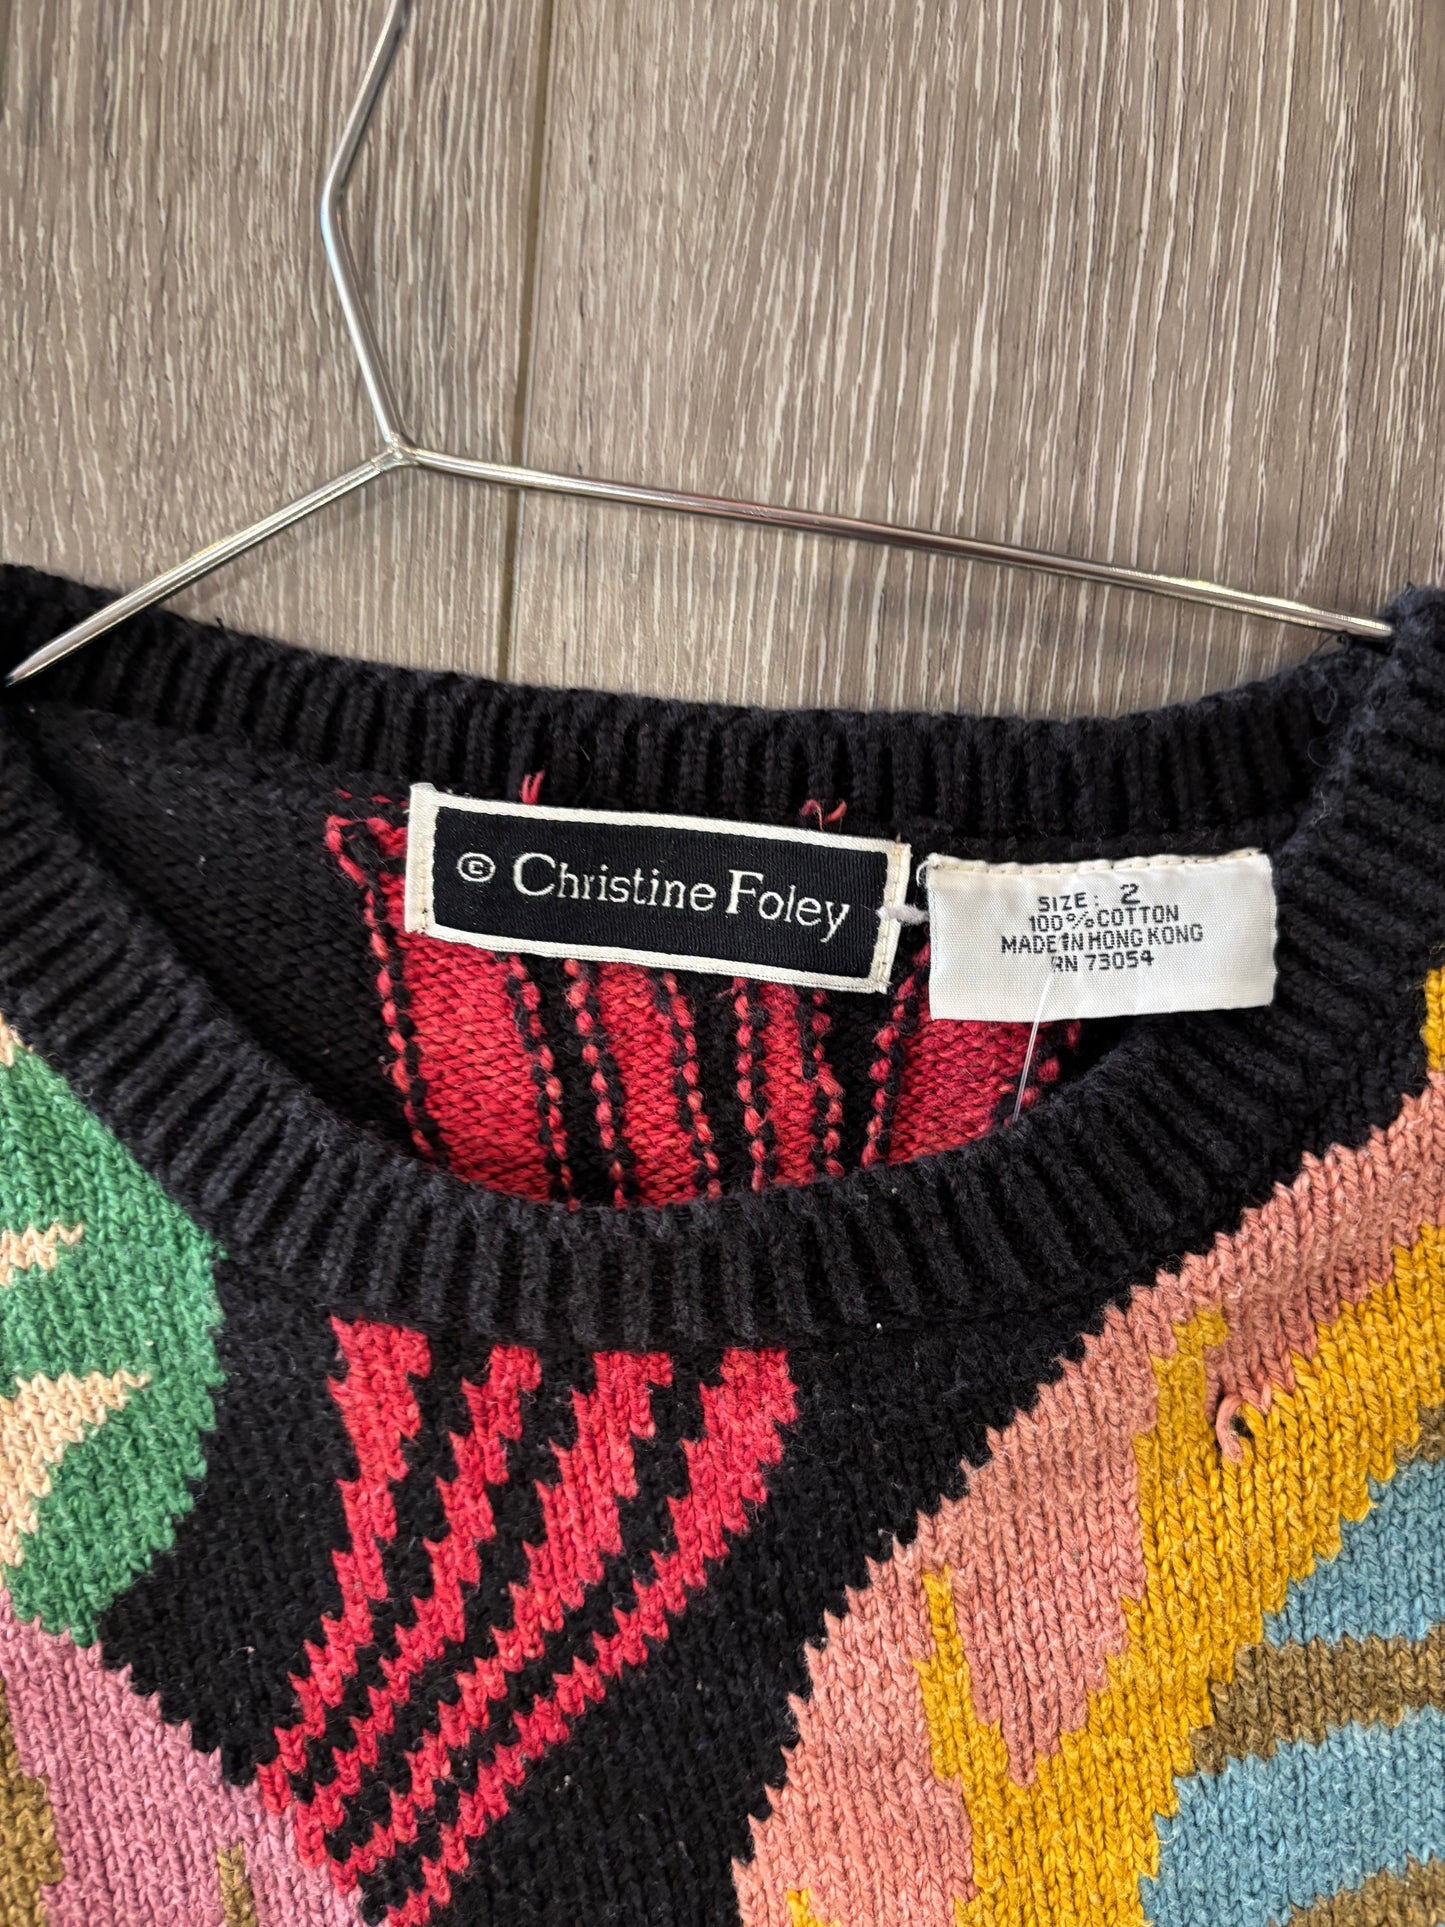 © Christine Foley
SIZE: 2
100% COTTON
MADE IN HONG KONG
RN 73054